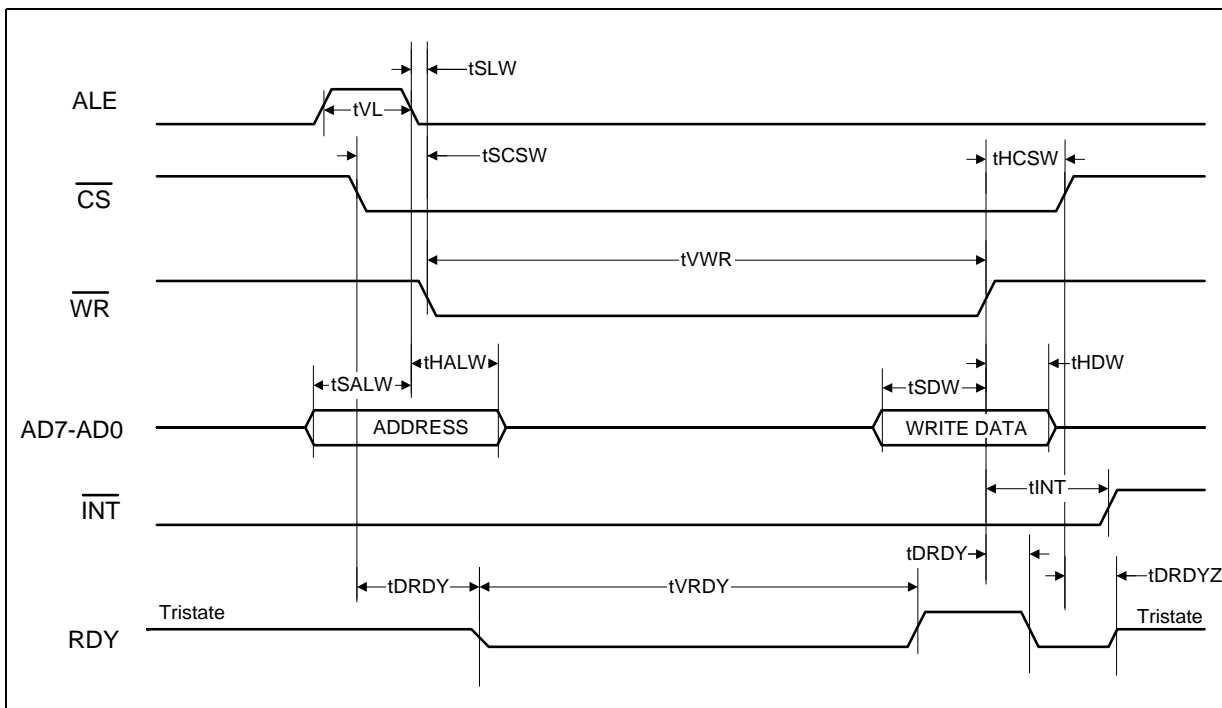 tSLW
ALE
tVL
tSCSW
tHCSW
CS
tVWR
WR
tHALW
tSALW
tHDW
tSDW
AD7-AD0
ADDRESS
WRITE DATA
INT
tINT
tDRDY
tDRDY
tVRDY
tDRDYZ
Tristate
Tristate
RDY